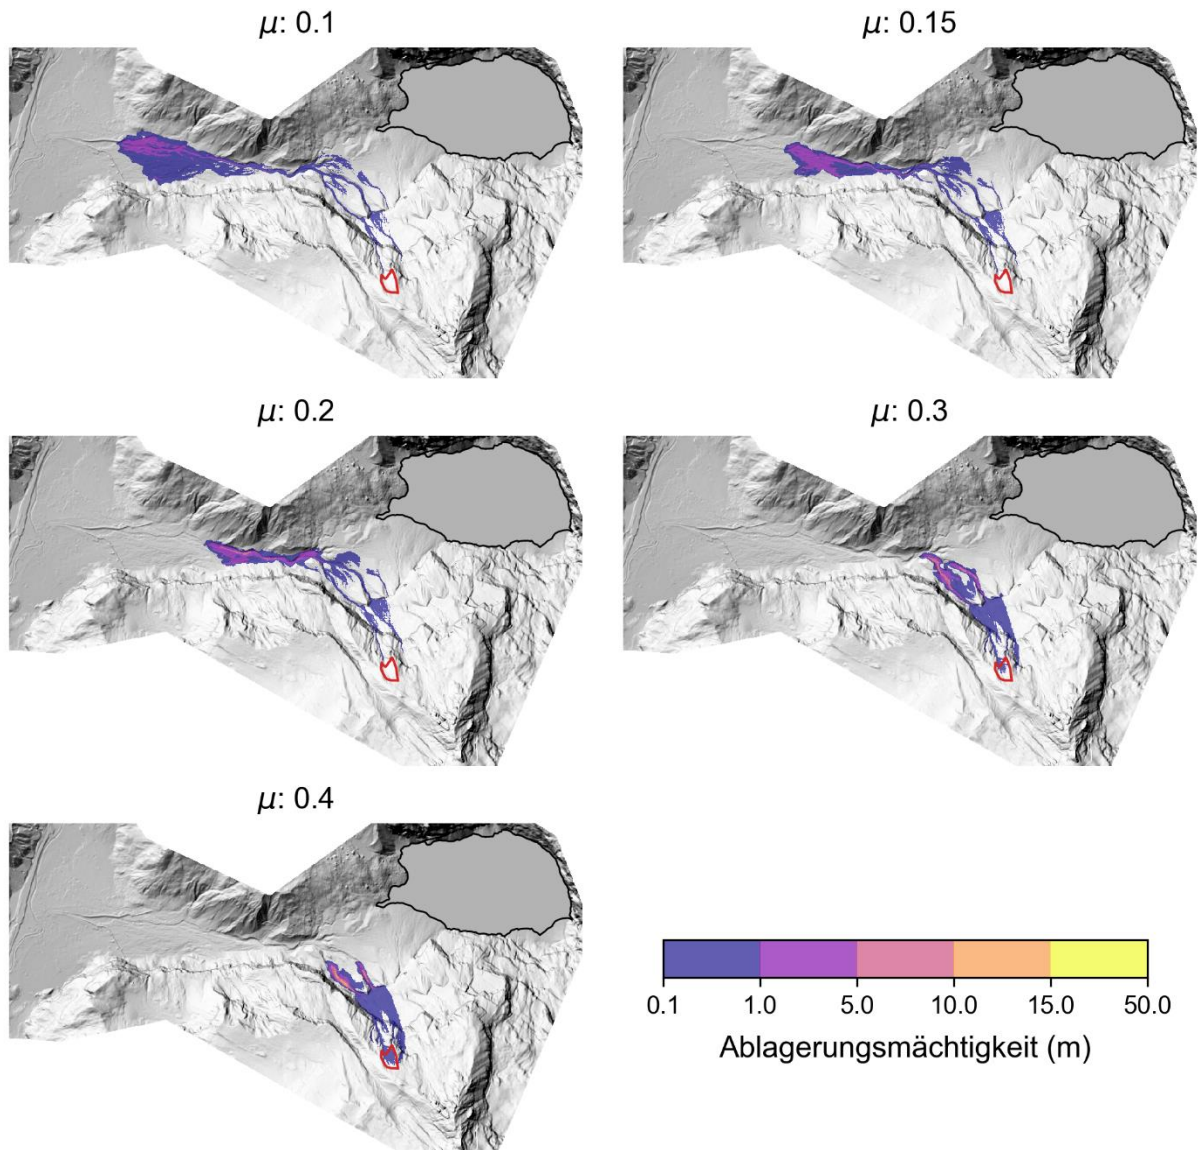 μ: 0.1
μ: 0.15
μ: 0.2
μ: 0.3
μ: 0.4
0.1 1.0 5.0 10.0 15.0 50.0
Ablagerungsmächtigkeit (m)